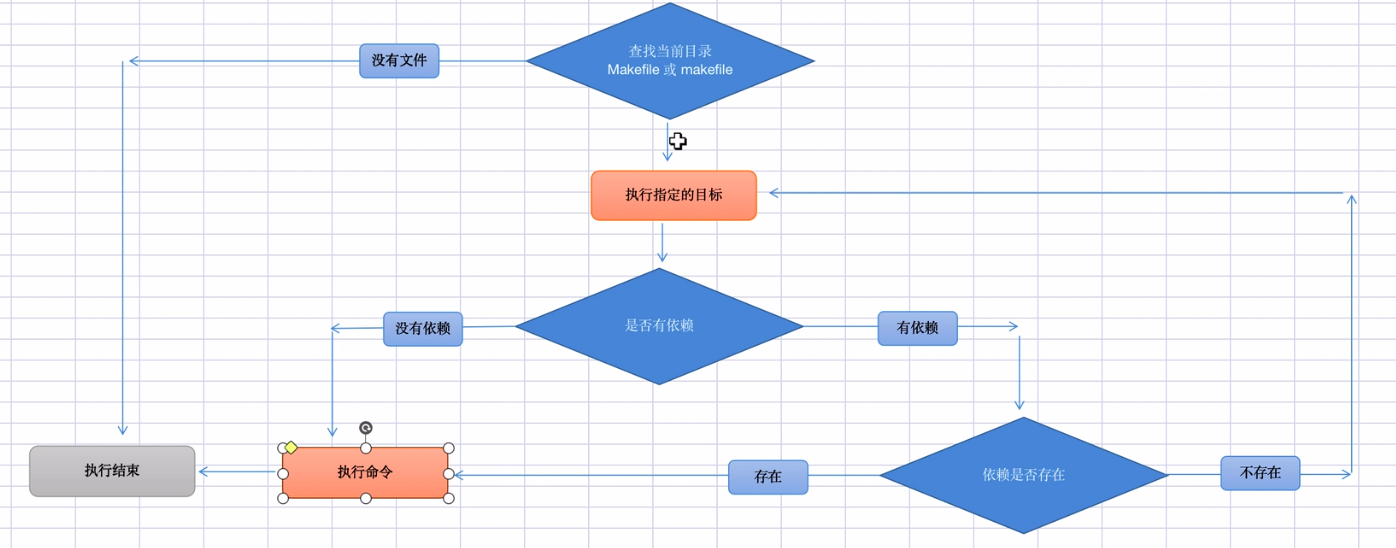 查找当前目录
Makefile 或 makefile
没有文件
执行指定的目标
是否有依赖
没有依赖
有依赖
依赖是否存在
不存在
存在
执行命令
执行结束